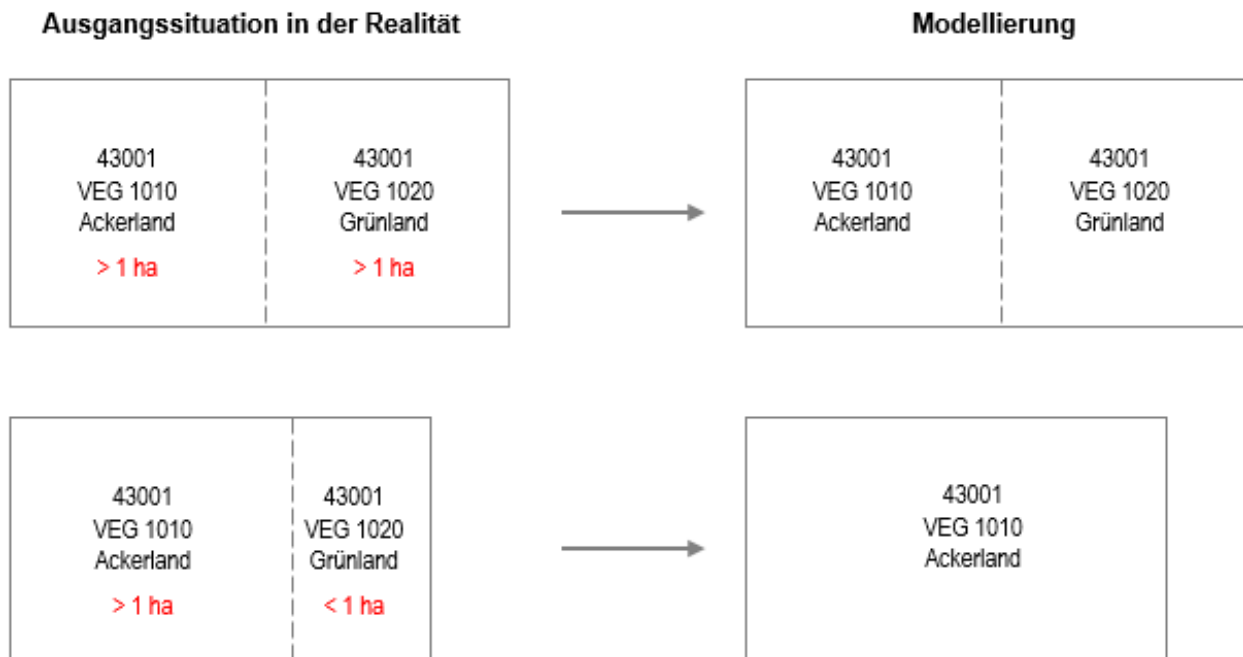 Ausgangssituation in der Realität
Modellierung
43001
VEG 1010
Ackerland
> 1 ha
43001
VEG 1020
Grünland
> 1 ha
43001
VEG 1010
Ackerland
43001
VEG 1020
Grünland
43001
VEG 1010
Ackerland
> 1 ha
43001
VEG 1020
Grünland
< 1 ha
43001
VEG 1010
Ackerland